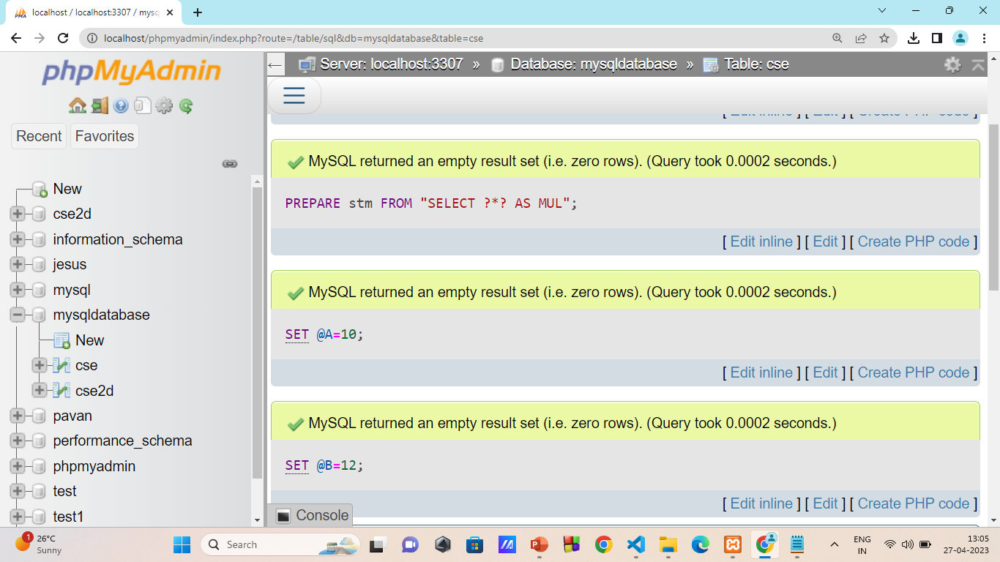 localhost / localhost:3307 / mysq
localhost/phpmyadmin/index.php?route=/table/sql&db=mysqldatabase&table=cse
phpMyAdmin
Recent
Favorites
New
cse2d
information_schema
jesus
mysql
mysqldatabase
New
cse
cse2d
pavan
performance_schema
phpmyadmin
test
test1
Server: localhost:3307 » Database: mysqldatabase » Table: cse
[ Edit inline ] [ Edit ] [ Create PHP code ]
MySQL returned an empty result set (i.e. zero rows). (Query took 0.0002 seconds.)
PREPARE stm FROM "SELECT ?*? AS MUL";
[ Edit inline ] [ Edit ] [ Create PHP code ]
MySQL returned an empty result set (i.e. zero rows). (Query took 0.0002 seconds.)
SET @A=10;
[ Edit inline ] [ Edit ] [ Create PHP code ]
MySQL returned an empty result set (i.e. zero rows). (Query took 0.0002 seconds.)
SET @B=12;
[ Edit inline ] [ Edit ] [ Create PHP code ]
Console
1
26°C
Sunny
Search
ENG
IN
13:05
27-04-2023